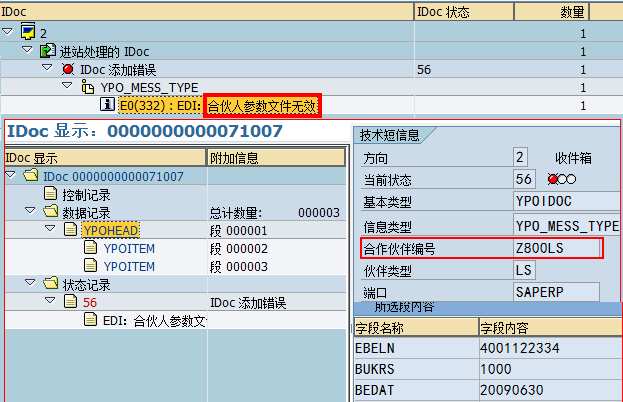 IDoc IDoc 状态 数量
2 1
进站处理的 IDoc 1
IDoc 添加错误 56 1
YPO_MESS_TYPE 1
E0(332) : EDI: 合伙人参数文件无效 1
IDoc 显示: 0000000000071007
IDoc 显示 附加信息
IDoc 0000000000071007
控制记录
数据记录 总计数量: 000003
YPOHEAD 段 000001
YPOITEM 段 000002
YPOITEM 段 000003
状态记录
56 IDoc 添加错误
EDI: 合伙人参数文
技术短信息
方向 2 收件箱
当前状态 56
基本类型 YPOIDOC
信息类型 YPO_MESS_TYPE
合作伙伴编号 Z800LS
伙伴类型 LS
端口 SAPERP
所选段内容
字段名称 字段内容
EBELN 4001122334
BUKRS 1000
BEDAT 20090630